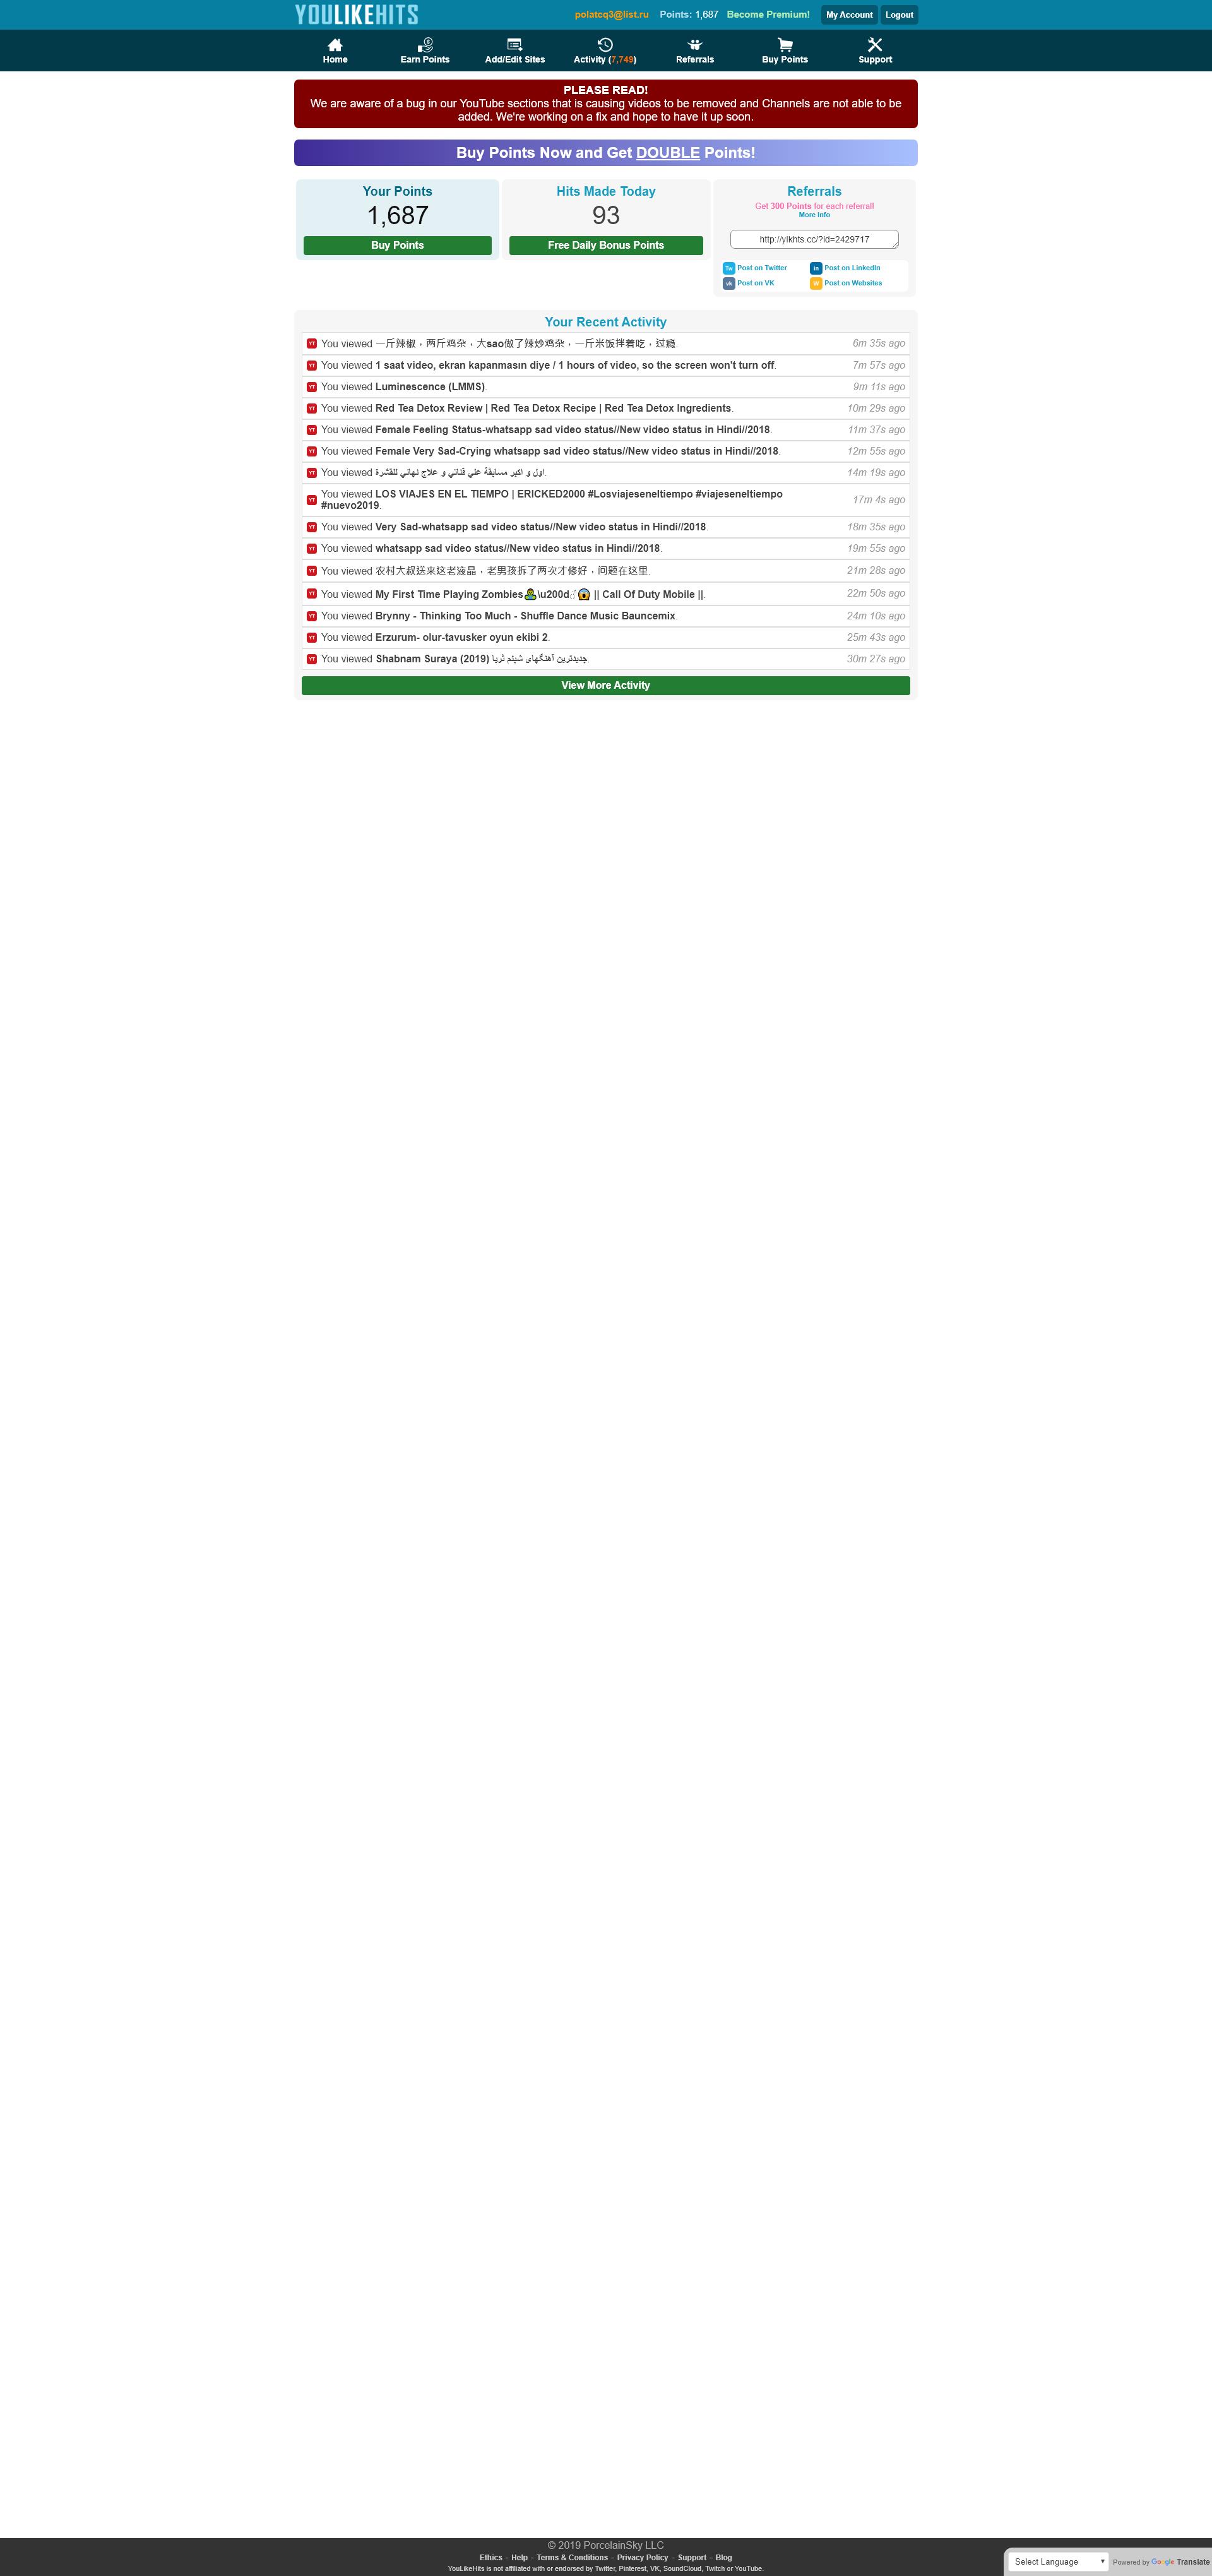 YOULIKEHITS
polatcq3@list.ru Points: 1,687 Become Premium! My Account Logout
Home Earn Points Add/Edit Sites Activity (7,749) Referrals Buy Points Support
PLEASE READ!
We are aware of a bug in our YouTube sections that is causing videos to be removed and Channels are not able to be
added. We're working on a fix and hope to have it up soon.
Buy Points Now and Get DOUBLE Points!
Your Points
1,687
Buy Points
Hits Made Today
93
Free Daily Bonus Points
Referrals
Get 300 Points for each referral!
More Info
http://ylkhts.cc/?id=2429717
Tw Post on Twitter
in Post on LinkedIn
vk Post on VK
W Post on Websites
Your Recent Activity
YT You viewed 一斤辣椒，两斤鸡杂，大sao做了辣炒鸡杂，一斤米饭拌着吃，过瘾. 6m 35s ago
YT You viewed 1 saat video, ekran kapanmasın diye / 1 hours of video, so the screen won't turn off. 7m 57s ago
YT You viewed Luminescence (LMMS). 9m 11s ago
YT You viewed Red Tea Detox Review | Red Tea Detox Recipe | Red Tea Detox Ingredients. 10m 29s ago
YT You viewed Female Feeling Status-whatsapp sad video status//New video status in Hindi//2018. 11m 37s ago
YT You viewed Female Very Sad-Crying whatsapp sad video status//New video status in Hindi//2018. 12m 55s ago
YT You viewed اول و اكبر مسابقة علي قناتي و علاج نهائي للقشرة. 14m 19s ago
YT You viewed LOS VIAJES EN EL TIEMPO | ERICKED2000 #Losviajeseneltiempo #viajeseneltiempo
#nuevo2019. 17m 4s ago
YT You viewed Very Sad-whatsapp sad video status//New video status in Hindi//2018. 18m 35s ago
YT You viewed whatsapp sad video status//New video status in Hindi//2018. 19m 55s ago
YT You viewed 农村大叔送来这老液晶，老男孩拆了两次才修好，问题在这里. 21m 28s ago
YT You viewed My First Time Playing Zombies🧟\u200d♂😱 || Call Of Duty Mobile ||. 22m 50s ago
YT You viewed Brynny - Thinking Too Much - Shuffle Dance Music Bauncemix. 24m 10s ago
YT You viewed Erzurum- olur-tavusker oyun ekibi 2. 25m 43s ago
YT You viewed Shabnam Suraya (2019) جدیدترین آهنگهای شبنم ثریا. 30m 27s ago
View More Activity
© 2019 PorcelainSky LLC
Ethics - Help - Terms & Conditions - Privacy Policy - Support - Blog
YouLikeHits is not affiliated with or endorsed by Twitter, Pinterest, VK, SoundCloud, Twitch or YouTube.
Select Language Powered by Google Translate